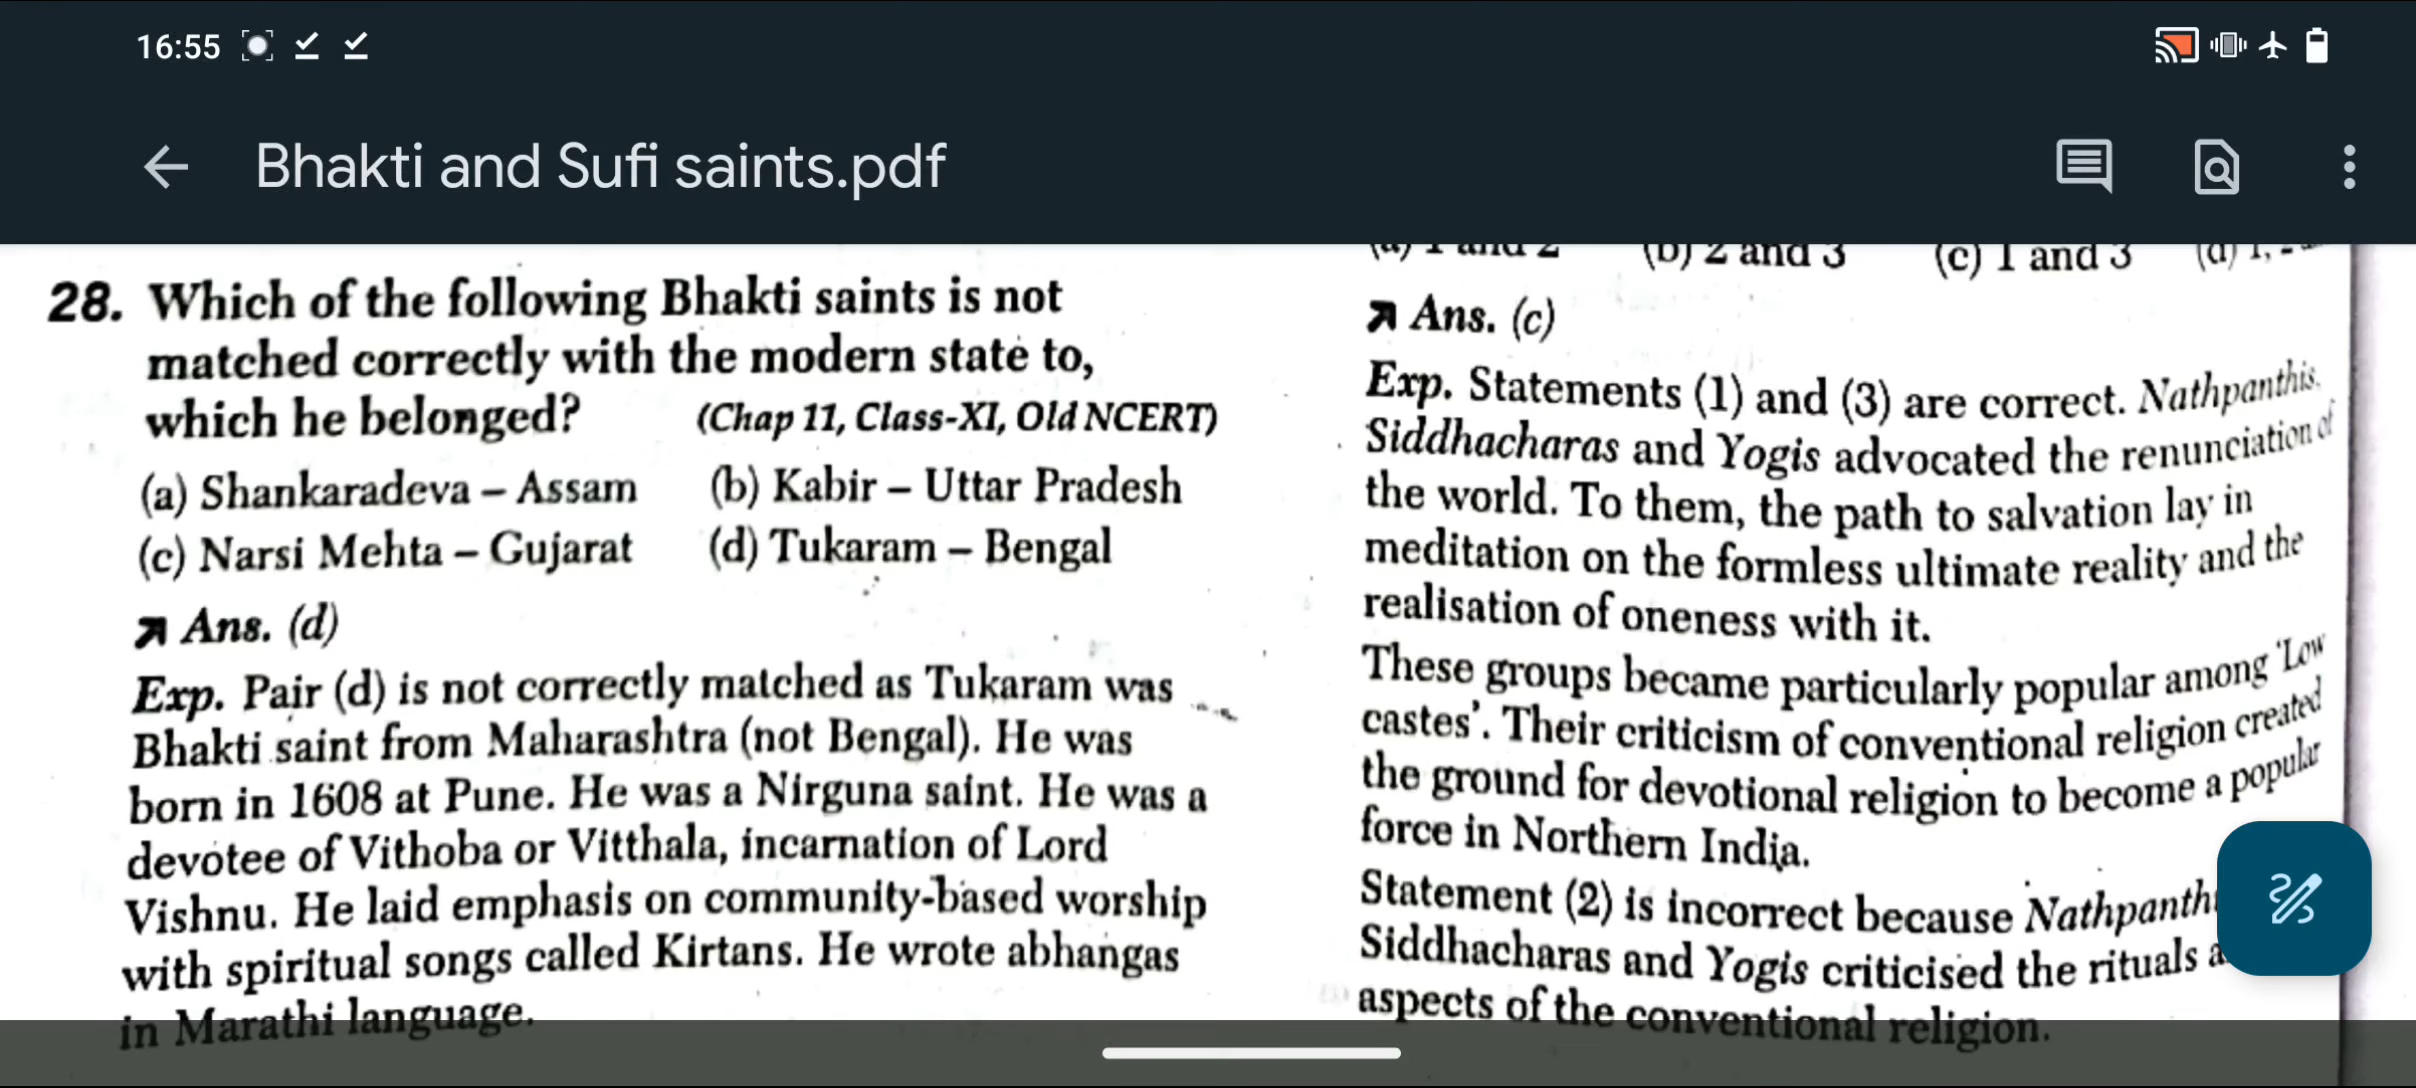 16:55
Bhakti and Sufi saints.pdf
28. Which of the following Bhakti saints is not
matched correctly with the modern state to,
which he belonged? (Chap 11, Class-XI, Old NCERT)
(a) Shankaradeva – Assam (b) Kabir – Uttar Pradesh
(c) Narsi Mehta – Gujarat (d) Tukaram – Bengal
Ans. (d)
Exp. Pair (d) is not correctly matched as Tukaram was
Bhakti saint from Maharashtra (not Bengal). He was
born in 1608 at Pune. He was a Nirguna saint. He was a
devotee of Vithoba or Vitthala, incarnation of Lord
Vishnu. He laid emphasis on community-based worship
with spiritual songs called Kirtans. He wrote abhangas
in Marathi language.
(a) 1 and 2 (b) 2 and 3 (c) 1 and 3 (d) 1,
Ans. (c)
Exp. Statements (1) and (3) are correct. Nathpanthis.
Siddhacharas and Yogis advocated the renunciation of
the world. To them, the path to salvation lay in
meditation on the formless ultimate reality and the
realisation of oneness with it.
These groups became particularly popular among 'Low
castes'. Their criticism of conventional religion created
the ground for devotional religion to become a popular
force in Northern India.
Statement (2) is incorrect because
Siddhacharas and Yogis criticised the rituals
aspects of the conventional religion.